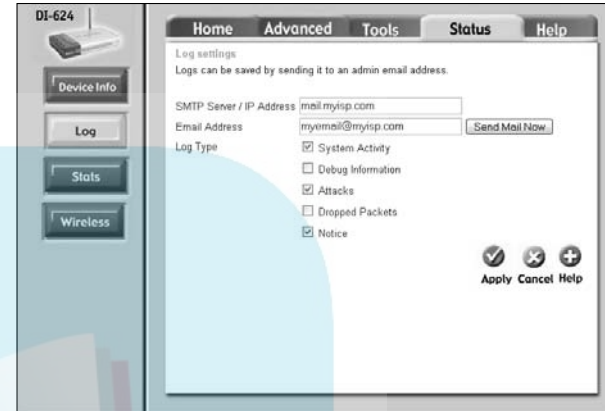 DI-624
Home Advanced Tools Status Help
Log settings
Logs can be saved by sending it to an admin email address.
Device Info
Log
Stats
Wireless
SMTP Server / IP Address mail.myisp.com
Email Address myemail@myisp.com Send Mail Now
Log Type System Activity
Debug Information
Attacks
Dropped Packets
Notice
Apply Cancel Help